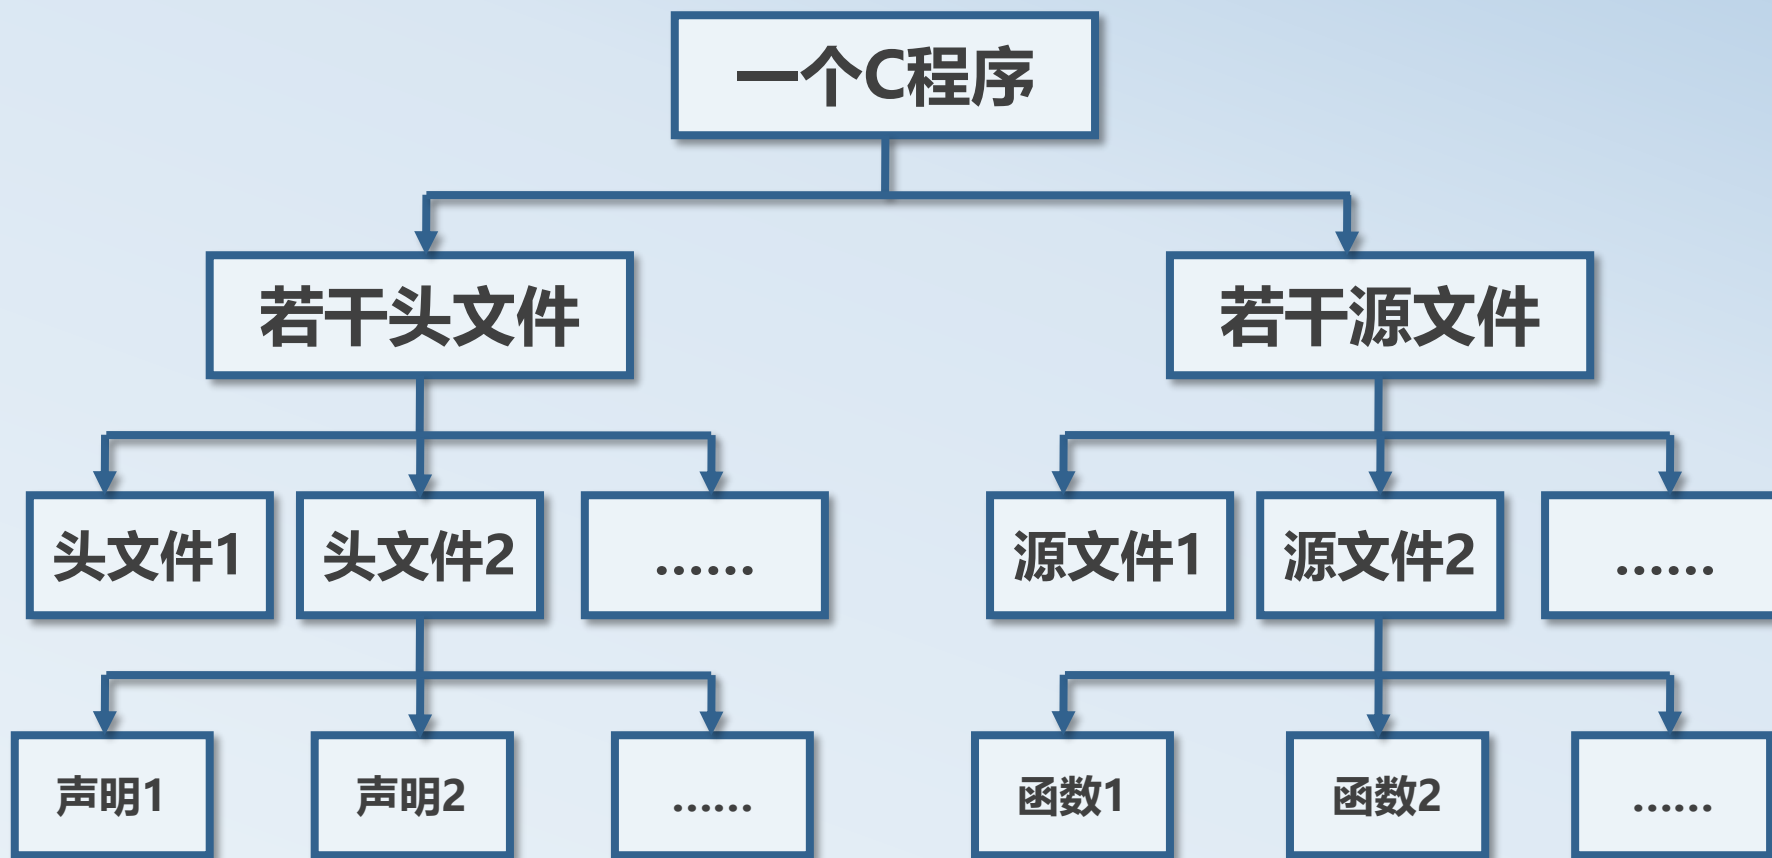 一个C程序
若干头文件
若干源文件
头文件1
头文件2
……
源文件1
源文件2
……
声明1
声明2
……
函数1
函数2
……